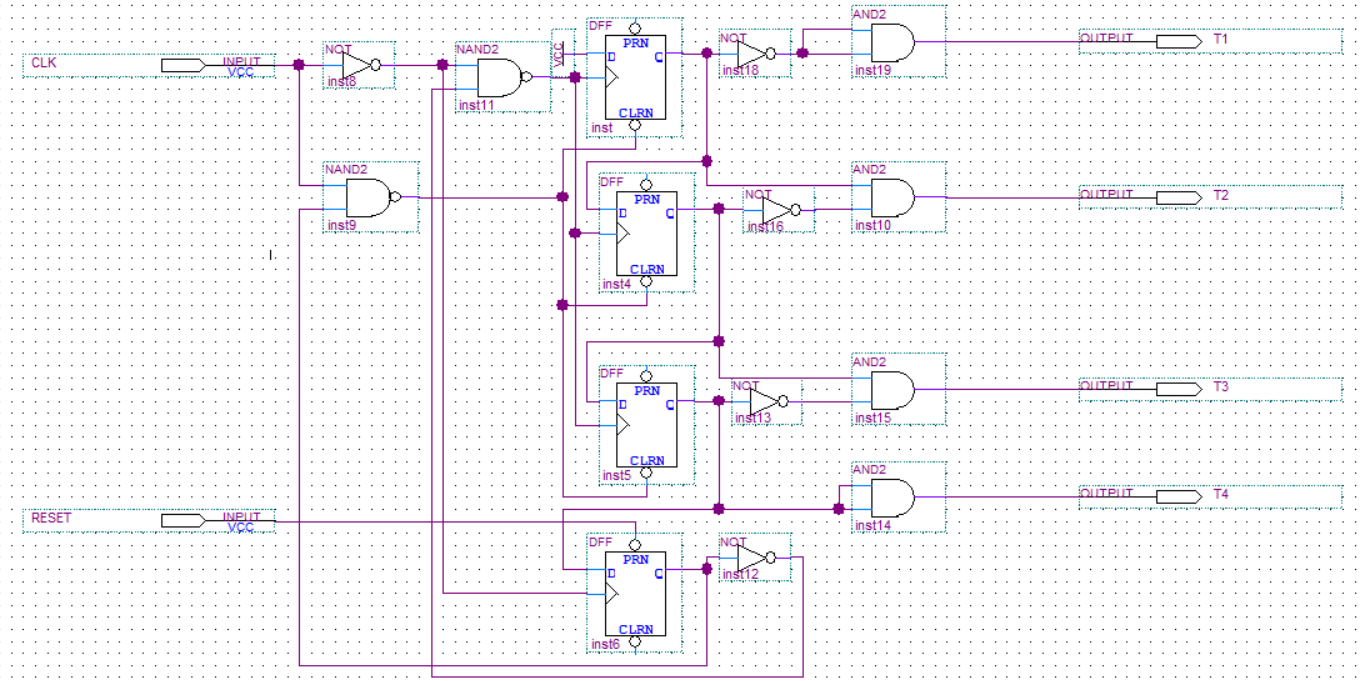 CLK
INPUT
VCC
NOT
inst8
NAND2
inst11
VCC
DFF
PRN
D
Q
CLRN
inst
NOT
inst18
AND2
inst19
OUTPUT
T1
NAND2
inst9
DFF
PRN
D
Q
CLRN
inst4
NOT
inst16
AND2
inst10
OUTPUT
T2
DFF
PRN
D
Q
CLRN
inst5
NOT
inst13
AND2
inst15
OUTPUT
T3
AND2
inst14
OUTPUT
T4
RESET
INPUT
VCC
DFF
PRN
D
Q
CLRN
inst6
NOT
inst12